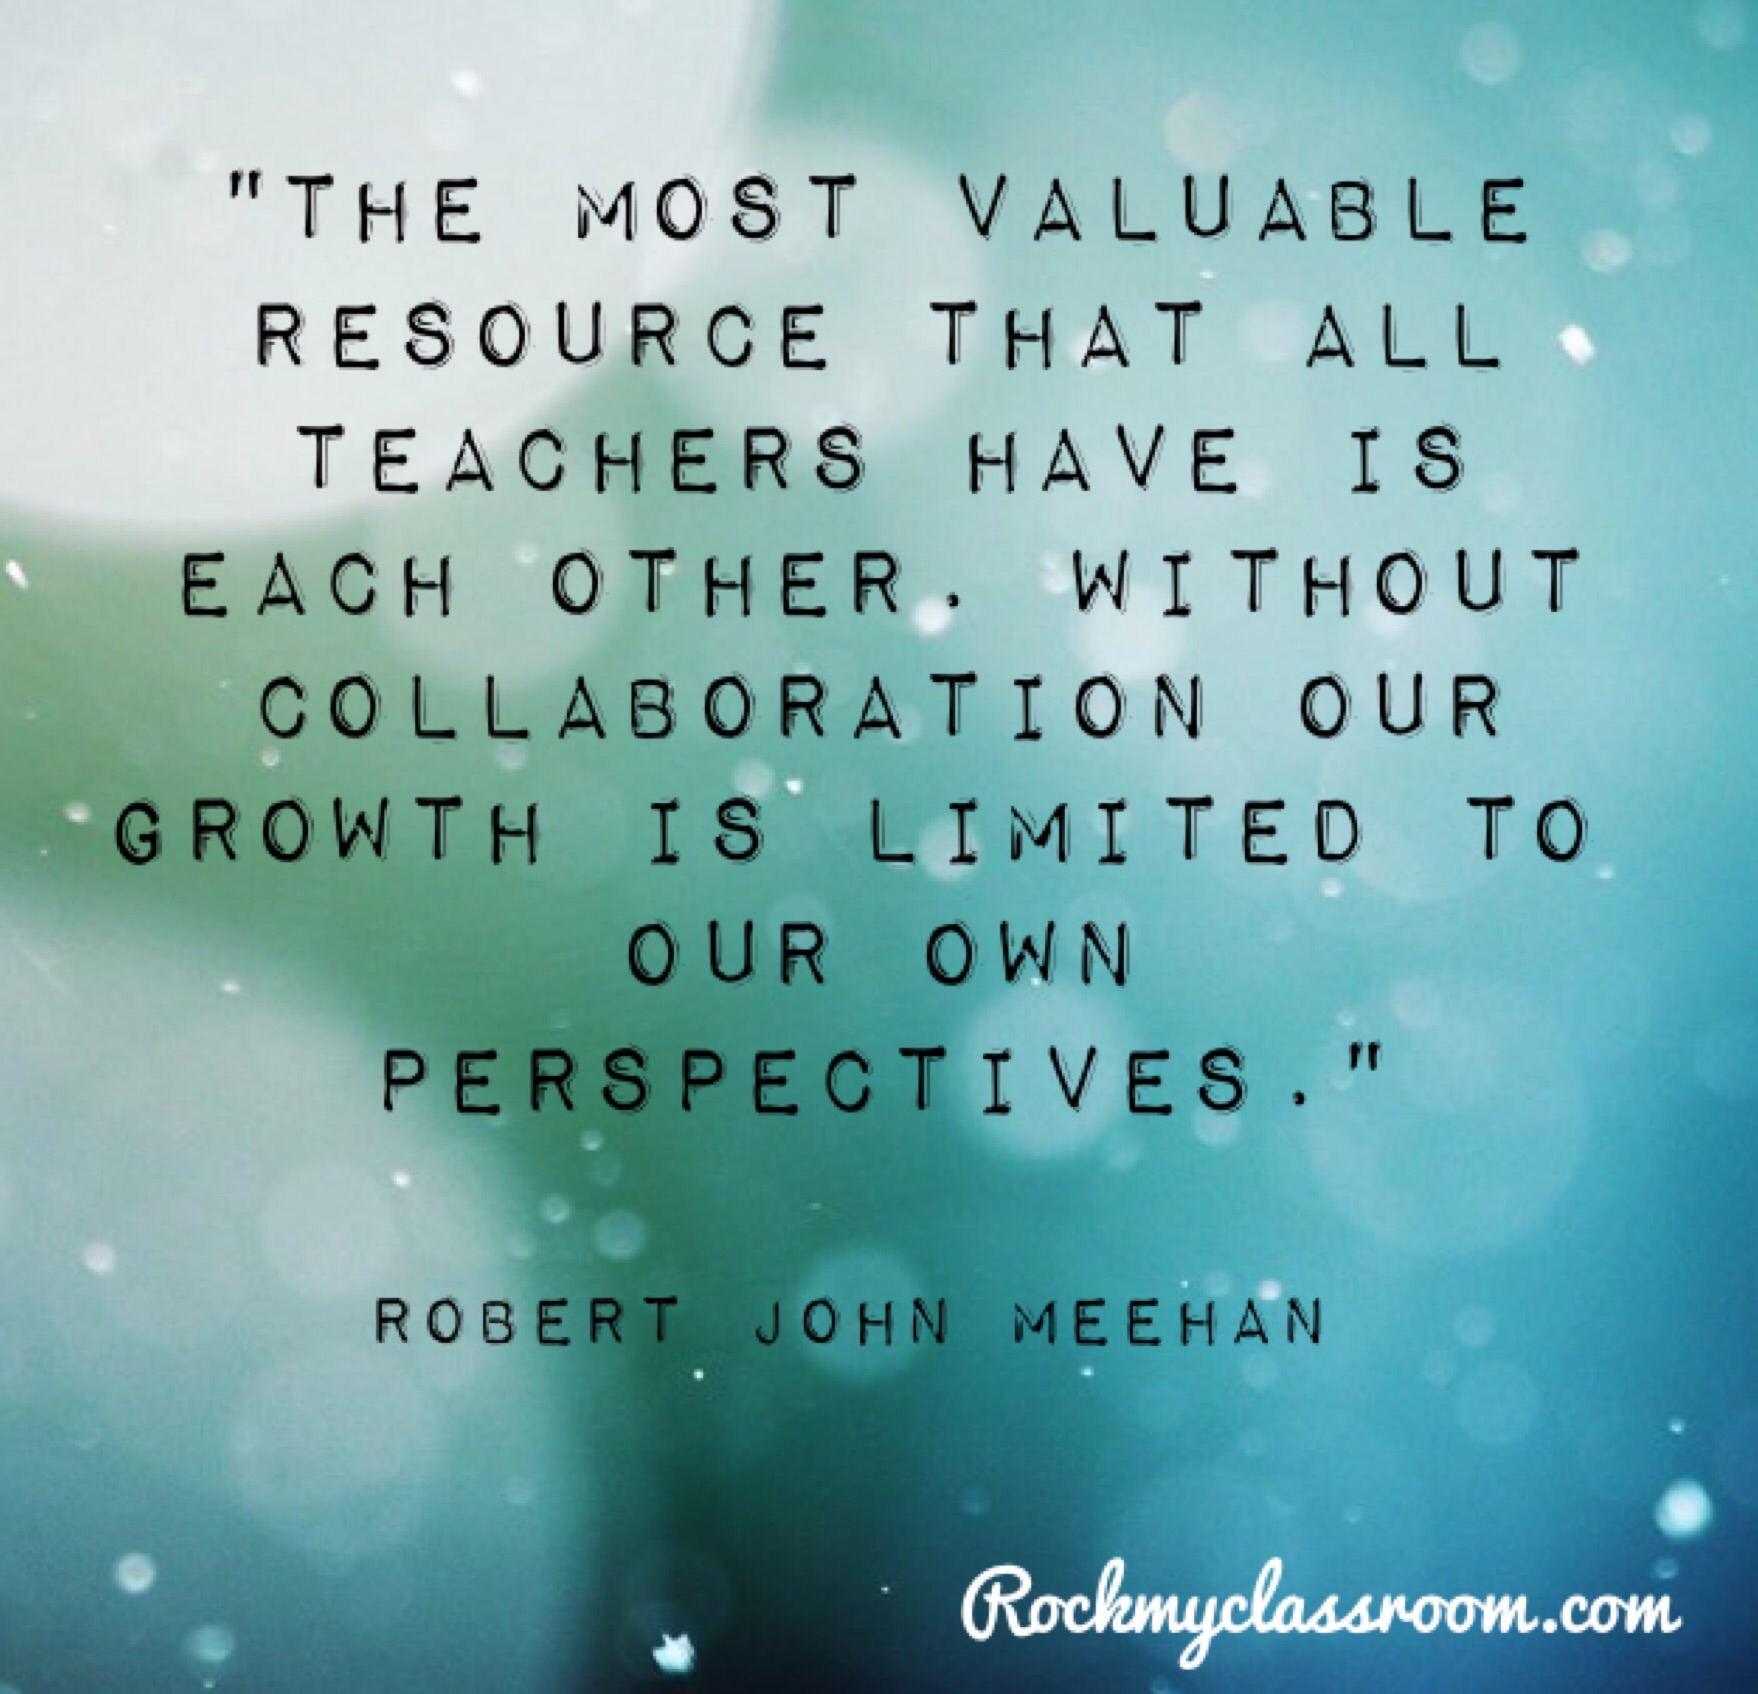 "THE MOST VALUABLE
RESOURCE THAT ALL
TEACHERS HAVE IS
EACH OTHER. WITHOUT
COLLABORATION OUR
GROWTH IS LIMITED TO
OUR OWN
PERSPECTIVES."
ROBERT JOHN MEEHAN
Rockmyclassroom.com